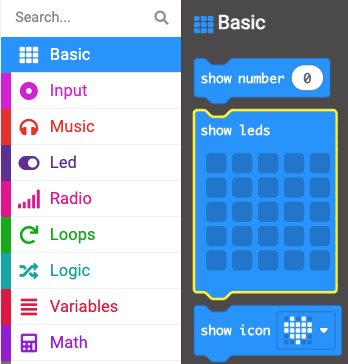 Search...
Basic
Input
Music
Led
Radio
Loops
Logic
Variables
Math
Basic
show number 0
show leds
show icon